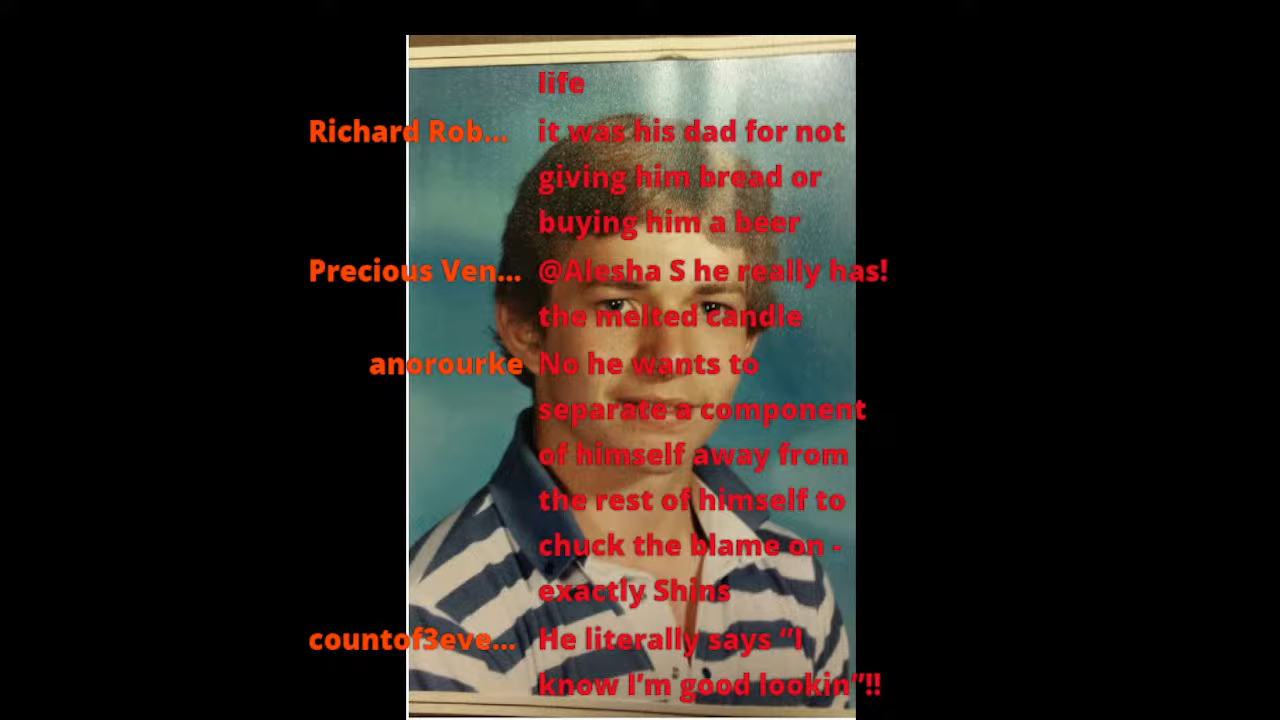 life
Richard Rob... it was his dad for not
giving him bread or
buying him a beer
Precious Ven... @Alesha S he really has!
the melted candle
anorourke No he wants to
separate a component
of himself away from
the rest of himself to
chuck the blame on -
exactly Shins
countof3eve... He literally says “I
know I’m good lookin”!!